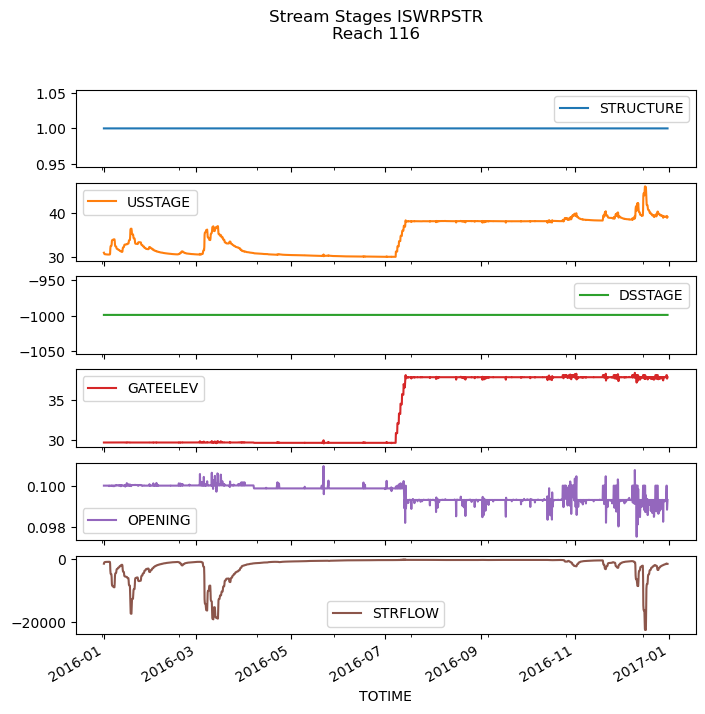 Stream Stages ISWRPSTR
Reach 116
1.05
1.00
0.95
STRUCTURE
40
30
USSTAGE
−950
−1000
−1050
DSSTAGE
35
30
GATEELEV
0.100
0.098
OPENING
0
−20000
STRFLOW
2016-01
2016-03
2016-05
2016-07
2016-09
2016-11
2017-01
TOTIME